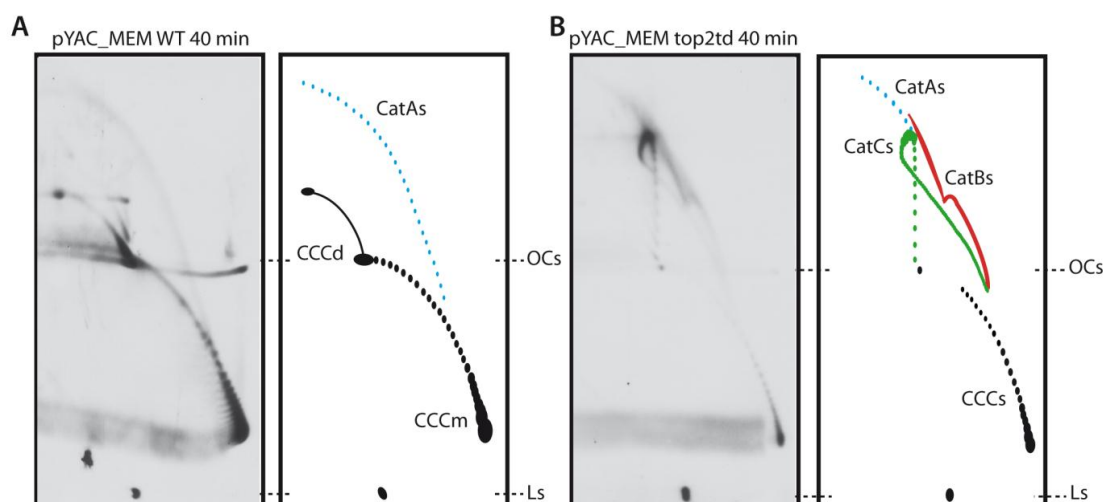 A
pYAC_MEM WT 40 min
CatAs
CCCd
OCs
CCCm
Ls
B
pYAC_MEM top2td 40 min
CatAs
CatCs
CatBs
OCs
CCCs
Ls